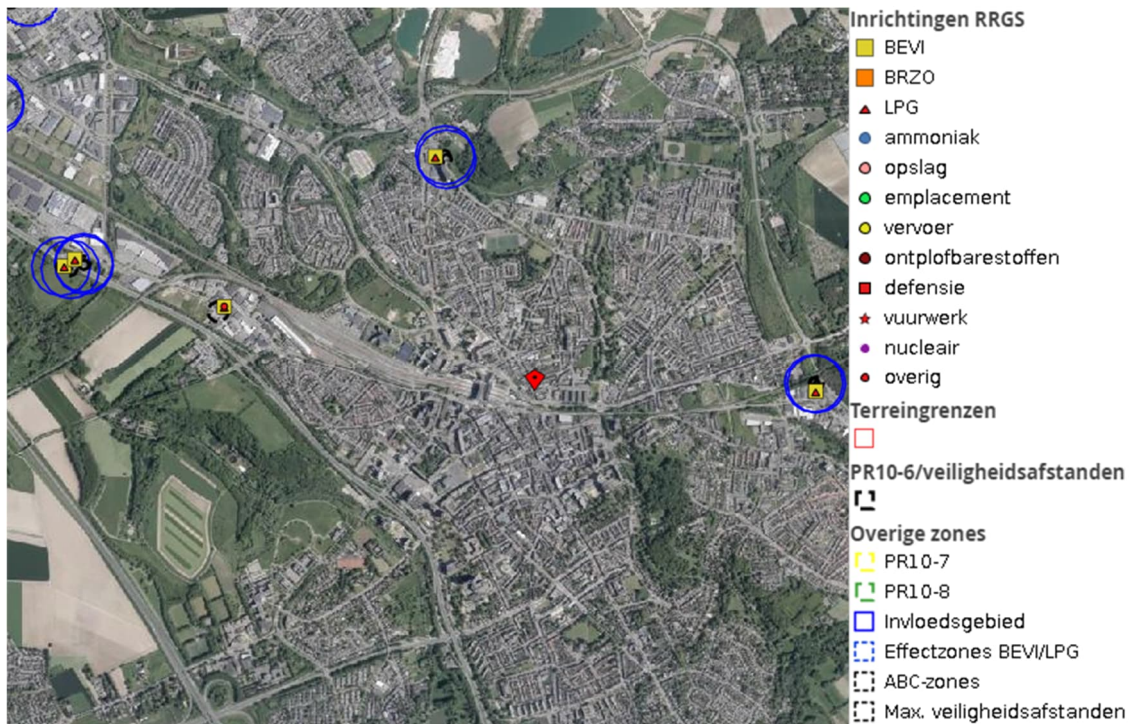 Inrichtingen RRGS
BEVI
BRZO
LPG
ammoniak
opslag
emplacement
vervoer
ontplofbarestoffen
defensie
vuurwerk
nucleair
overig
Terreingrenzen
PR10-6/veiligheidsafstanden
Overige zones
PR10-7
PR10-8
Invloedsgebied
Effectzones BEVI/LPG
ABC-zones
Max. veiligheidsafstanden